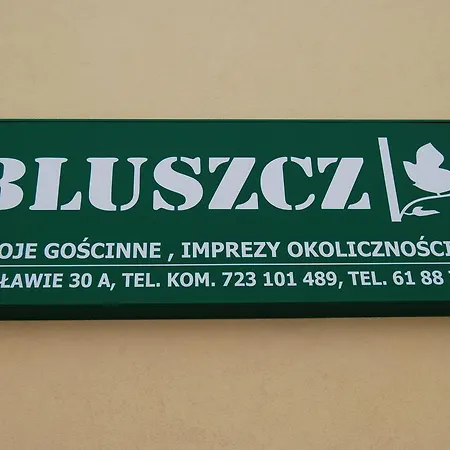 BLUSZCZ
OJE GOŚCINNE , IMPREZY OKOLICZNOŚCI
ŁAWIE 30 A, TEL. KOM. 723 101 489, TEL. 61 88